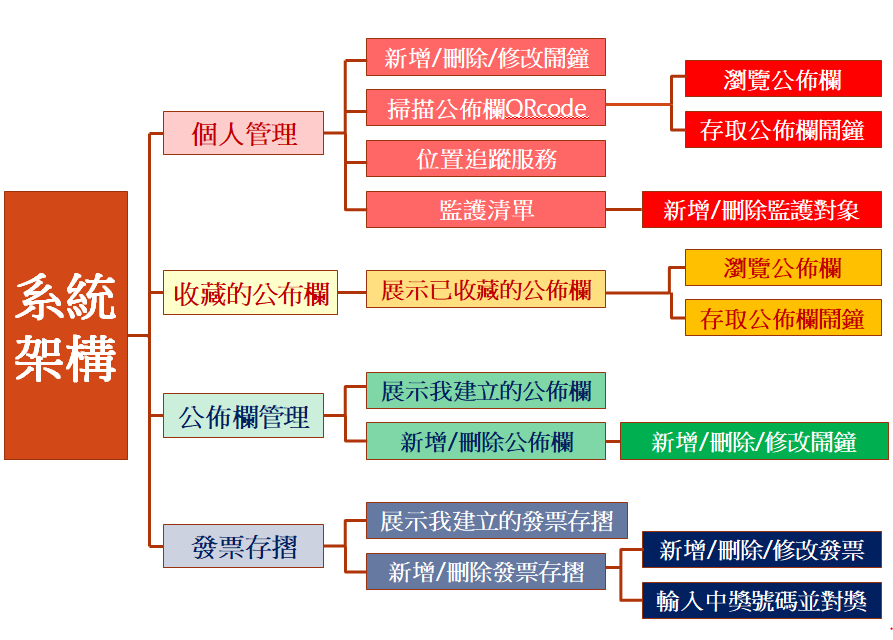 系統
架構
個人管理
新增/刪除/修改鬧鐘
掃描公佈欄QRcode
瀏覽公佈欄
存取公佈欄鬧鐘
位置追蹤服務
監護清單
新增/刪除監護對象
收藏的公布欄
展示已收藏的公佈欄
瀏覽公佈欄
存取公佈欄鬧鐘
公佈欄管理
展示我建立的公佈欄
新增/刪除公佈欄
新增/刪除/修改鬧鐘
發票存摺
展示我建立的發票存摺
新增/刪除發票存摺
新增/刪除/修改發票
輸入中獎號碼並對獎